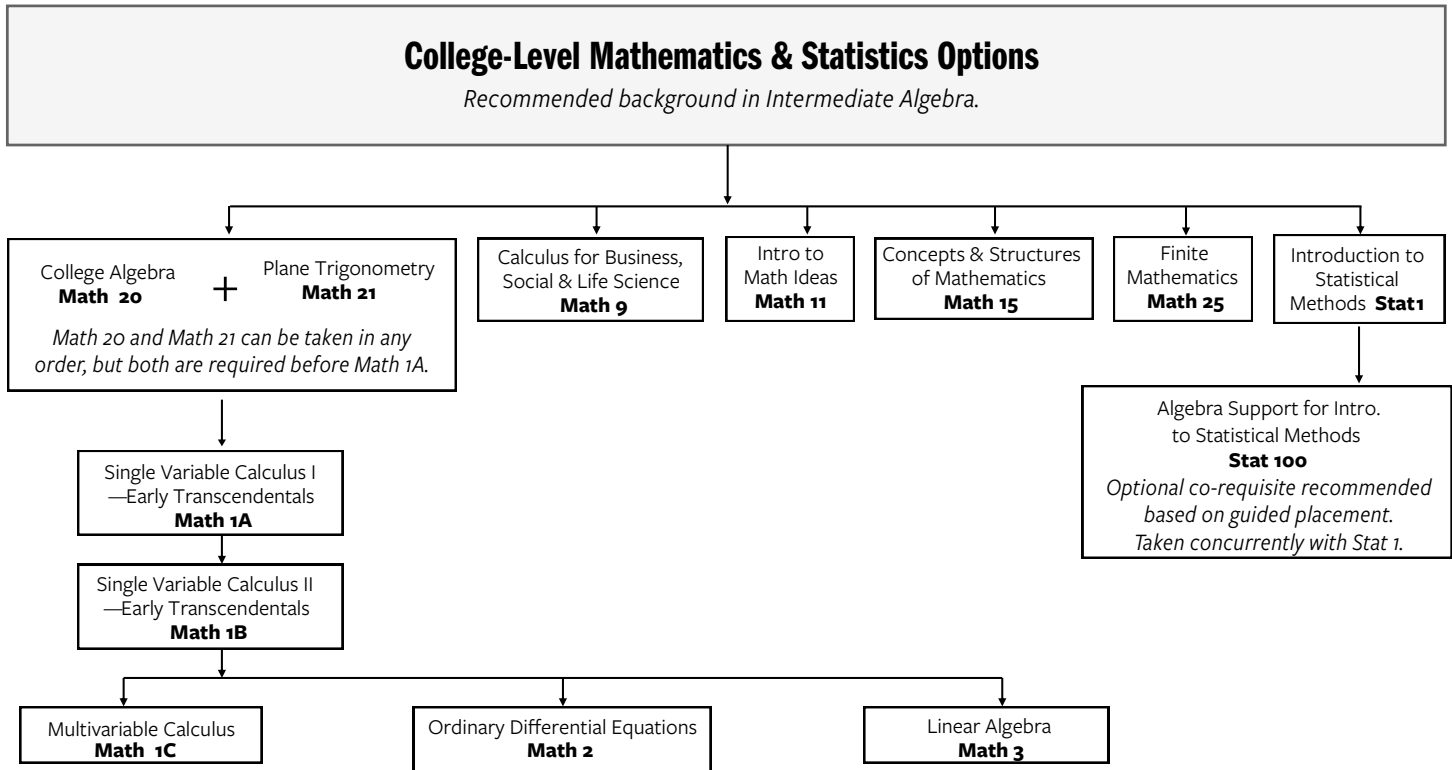 College-Level Mathematics & Statistics Options
Recommended background in Intermediate Algebra.
College Algebra
Math 20
+
Plane Trigonometry
Math 21
Math 20 and Math 21 can be taken in any
order, but both are required before Math 1A.
Calculus for Business,
Social & Life Science
Math 9
Intro to
Math Ideas
Math 11
Concepts & Structures
of Mathematics
Math 15
Finite
Mathematics
Math 25
Introduction to
Statistical
Methods Stat1
Algebra Support for Intro.
to Statistical Methods
Stat 100
Optional co-requisite recommended
based on guided placement.
Taken concurrently with Stat 1.
Single Variable Calculus I
—Early Transcendentals
Math 1A
Single Variable Calculus II
—Early Transcendentals
Math 1B
Multivariable Calculus
Math 1C
Ordinary Differential Equations
Math 2
Linear Algebra
Math 3